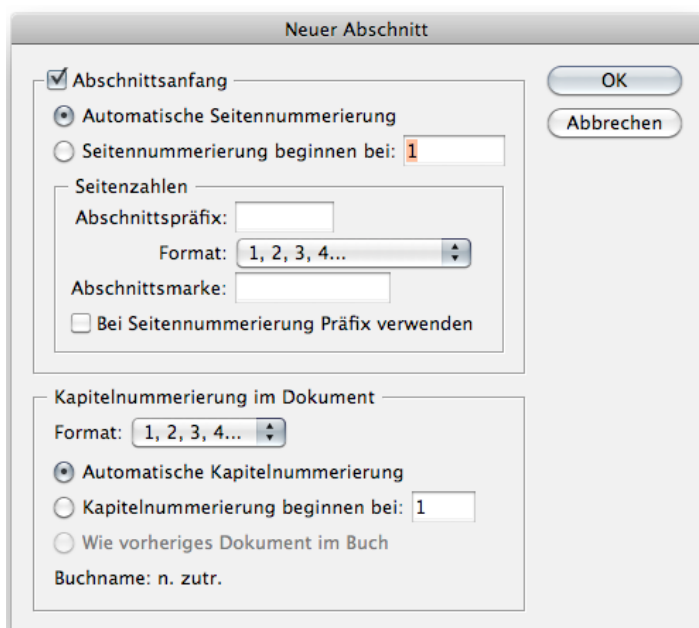 Neuer Abschnitt
Abschnittsanfang
OK
Automatische Seitennummerierung
Abbrechen
Seitennummerierung beginnen bei: 1
Seitenzahlen
Abschnittspräfix:
Format: 1, 2, 3, 4...
Abschnittsmarke:
Bei Seitennummerierung Präfix verwenden
Kapitelnummerierung im Dokument
Format: 1, 2, 3, 4...
Automatische Kapitelnummerierung
Kapitelnummerierung beginnen bei: 1
Wie vorheriges Dokument im Buch
Buchname: n. zutr.